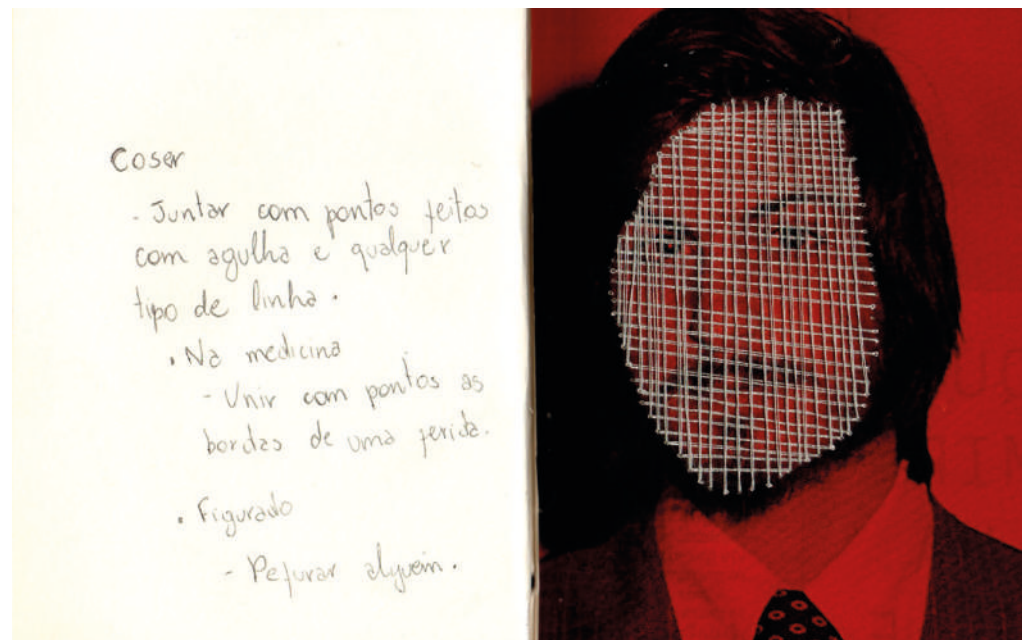 Coser
- Juntar com pontos feitos
com agulha e qualquer
tipo de linha.
. Na medicina
- Unir com pontos as
bordas de uma ferida.
. Figurado
- Pefurar alguém.